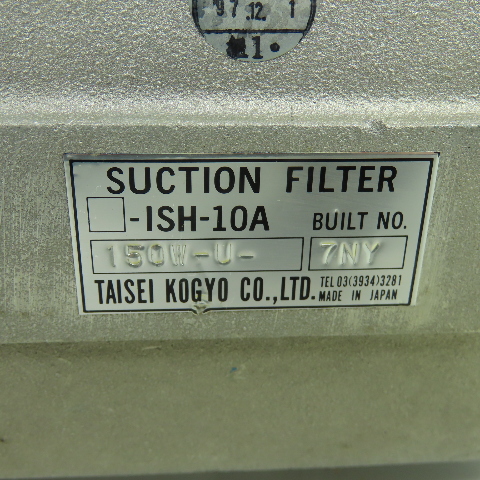 97.12. 1
SUCTION FILTER
-ISH-10A BUILT NO.
150W-U- 7NY
TAISEI KOGYO CO.,LTD. TEL 03(3934)3281
MADE IN JAPAN